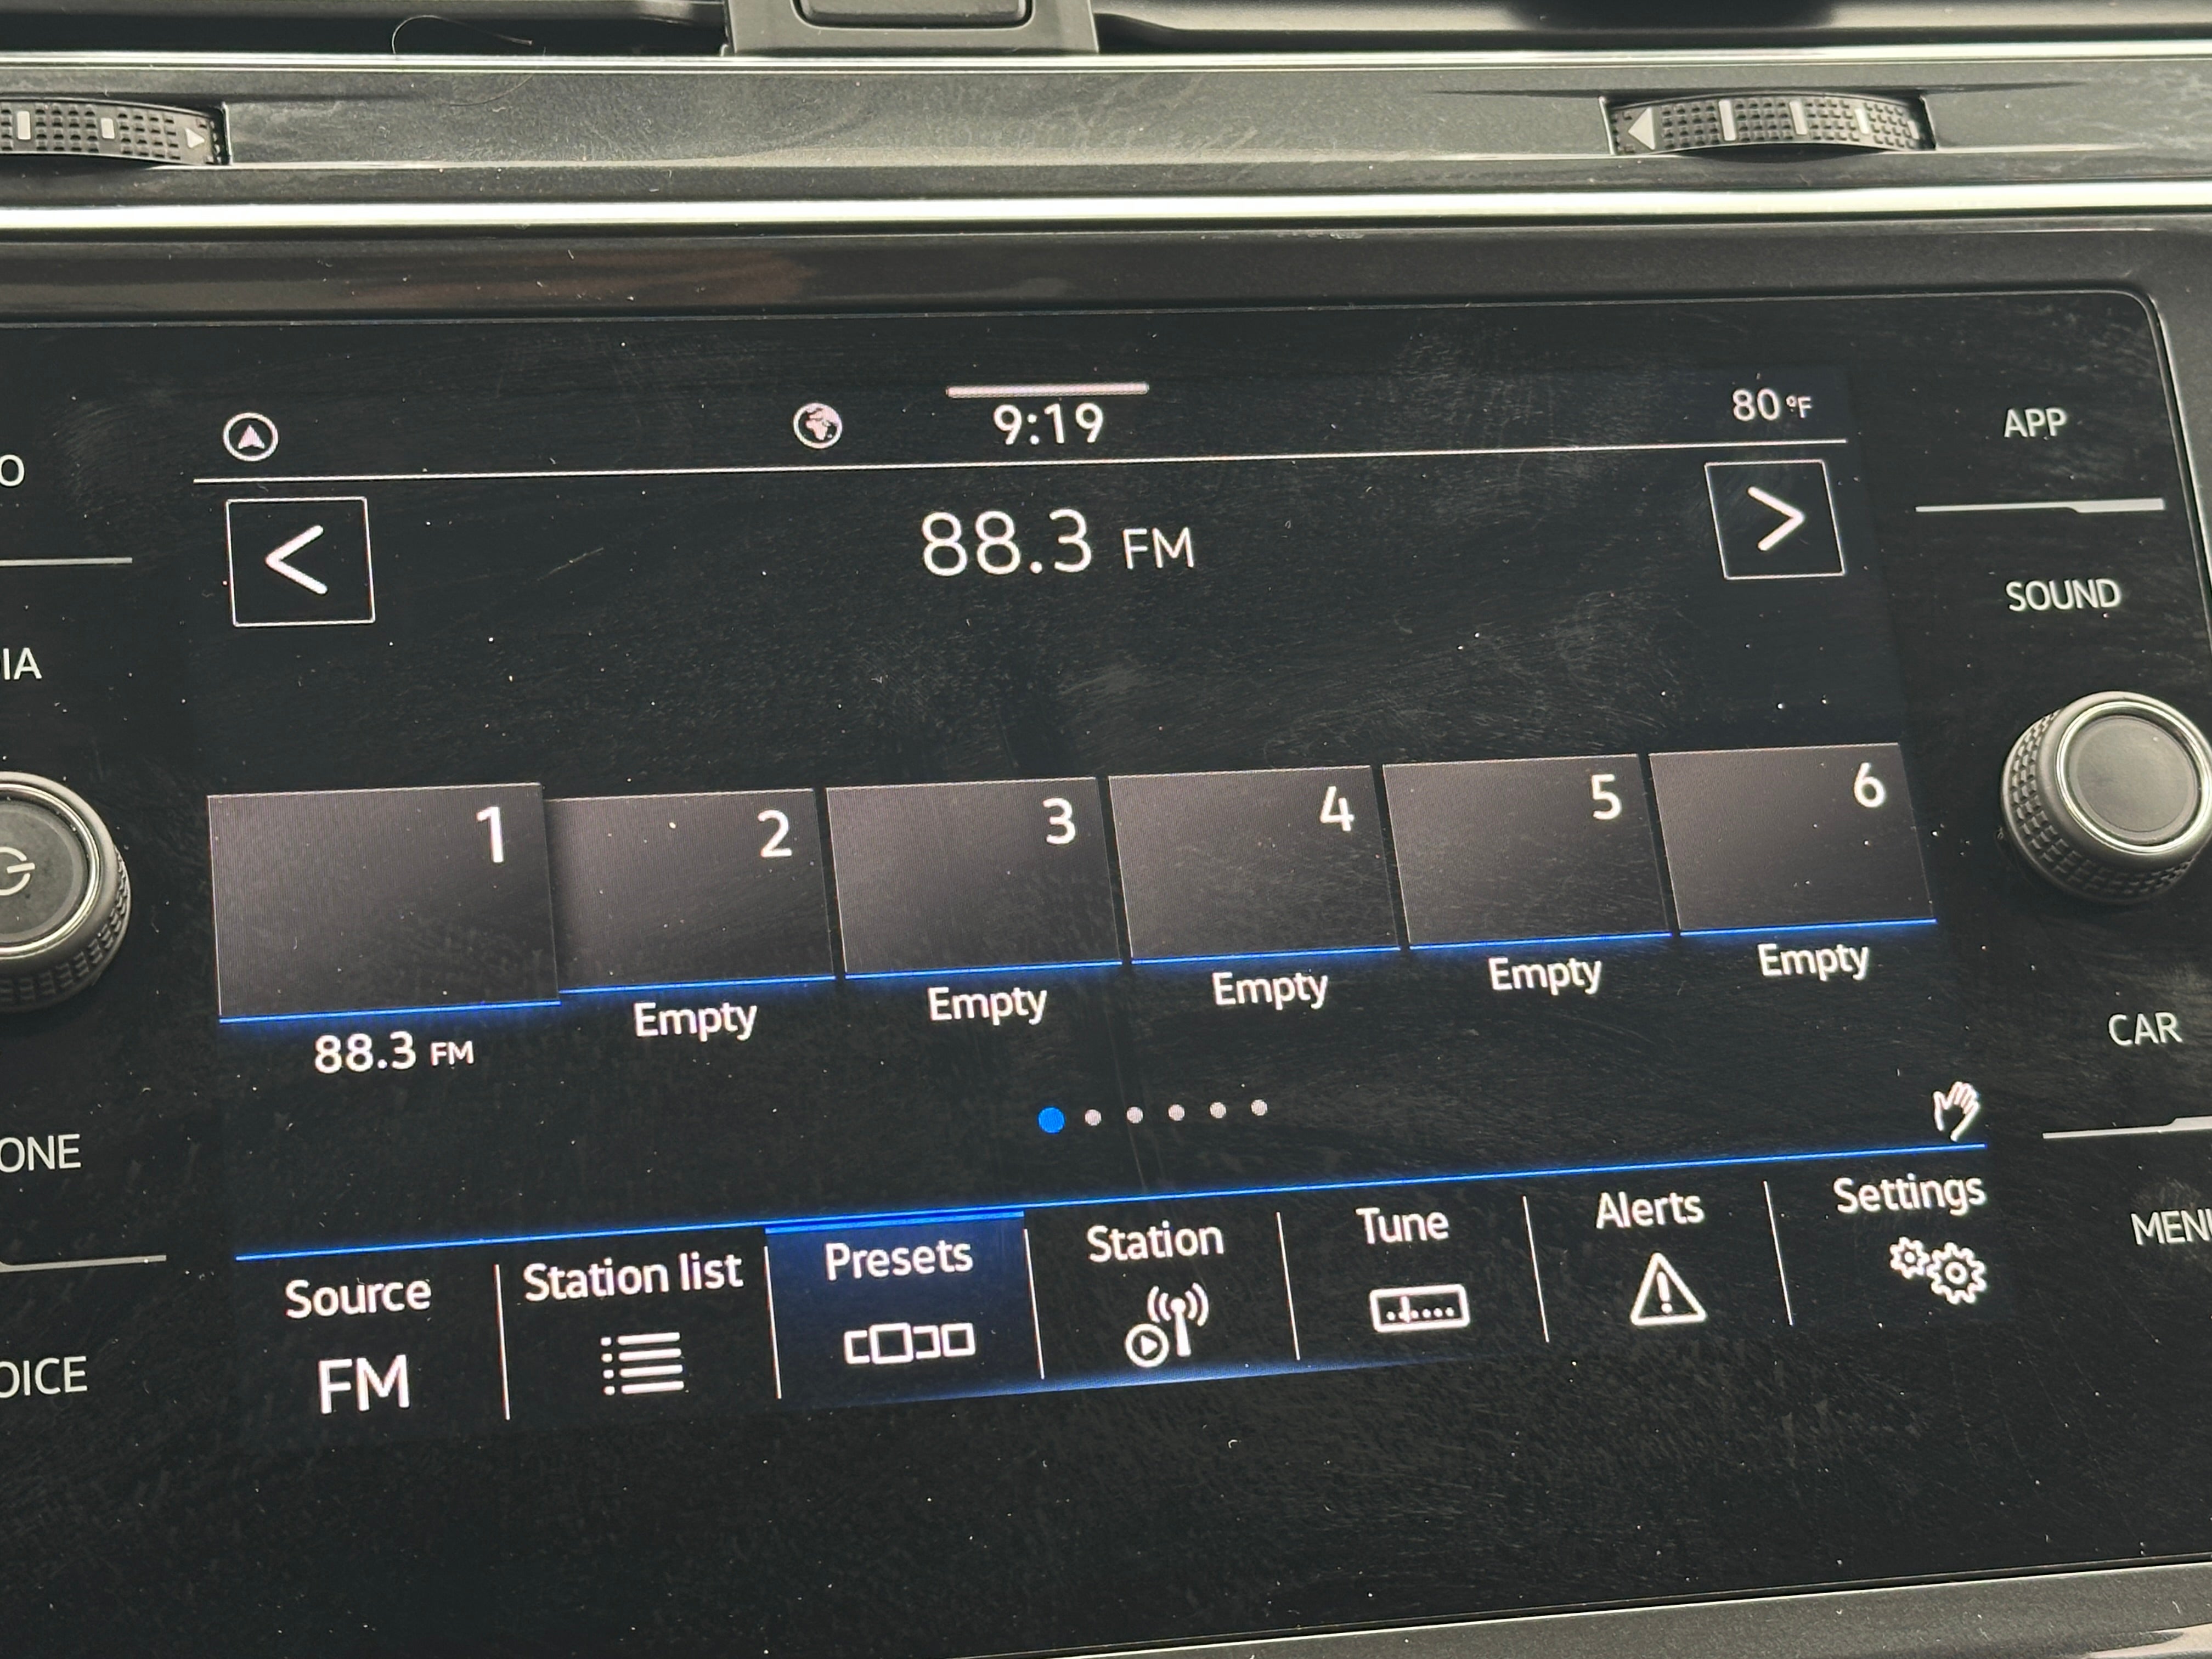 9:19
80 °F
APP
88.3 FM
SOUND
1 2 3 4 5 6
88.3 FM Empty Empty Empty Empty Empty
CAR
Source Station list Presets Station Tune Alerts Settings
FM